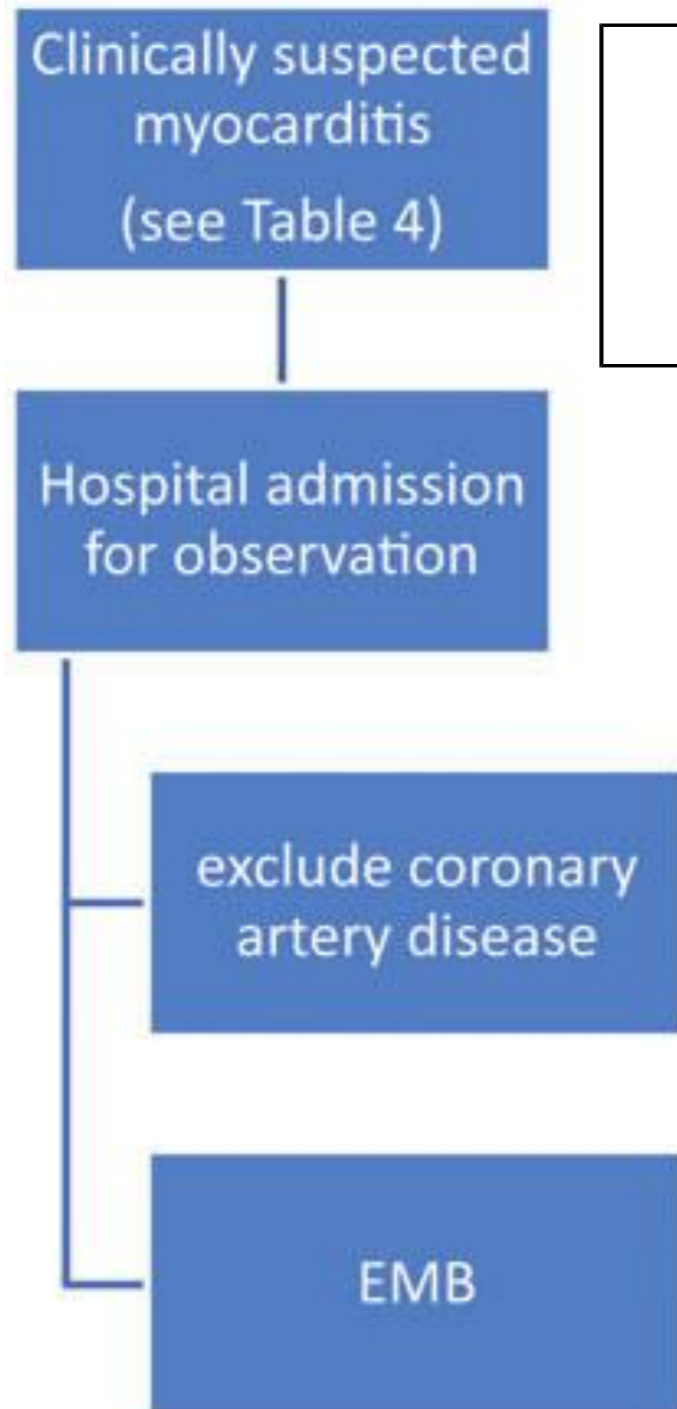 Clinically suspected
myocarditis
(see Table 4)
Hospital admission
for observation
exclude coronary
artery disease
EMB